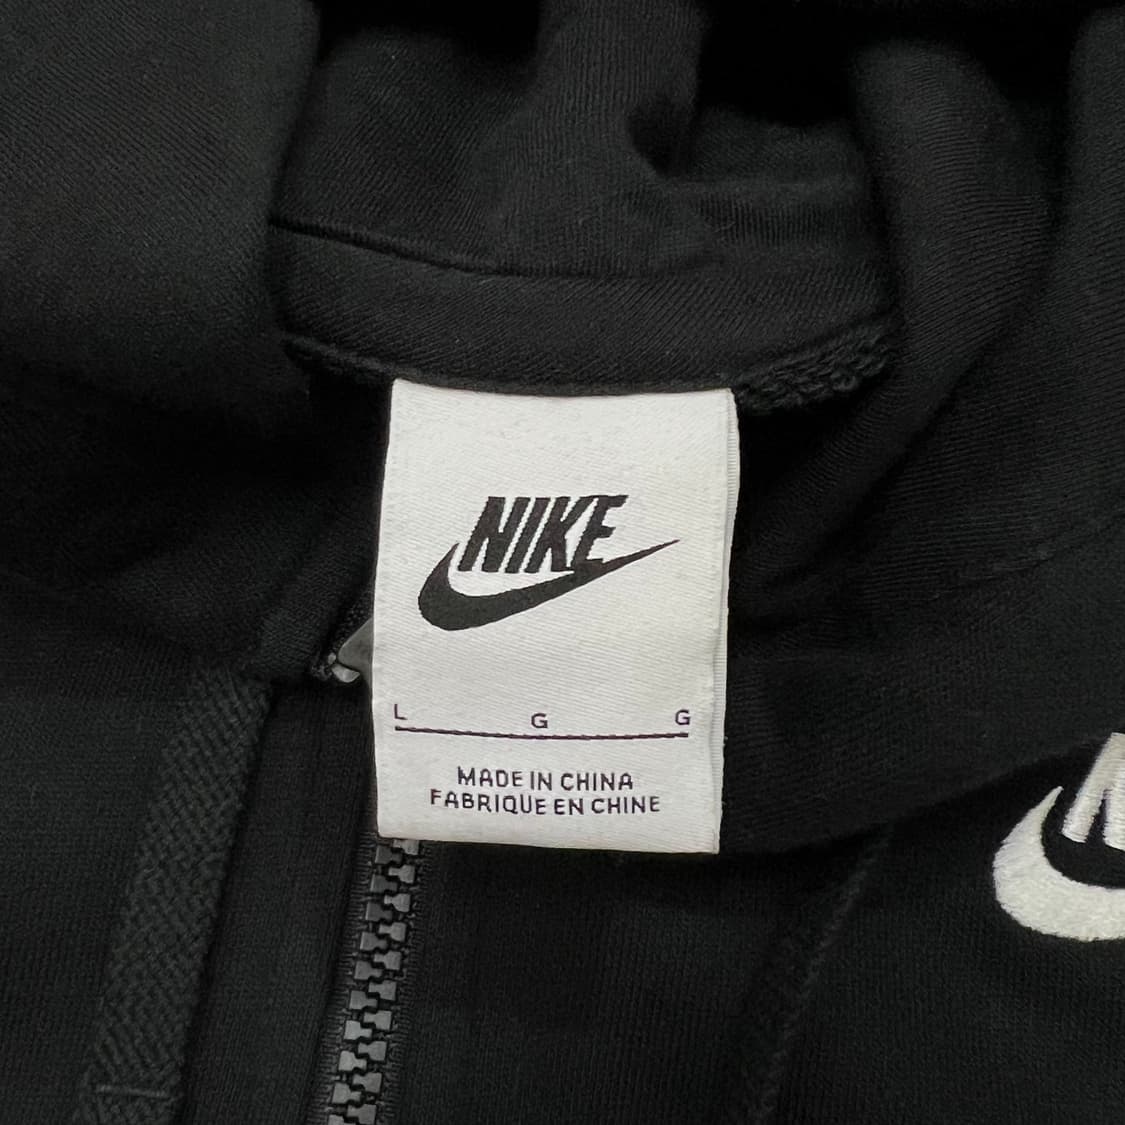 NIKE
L G G
MADE IN CHINA
FABRIQUE EN CHINE